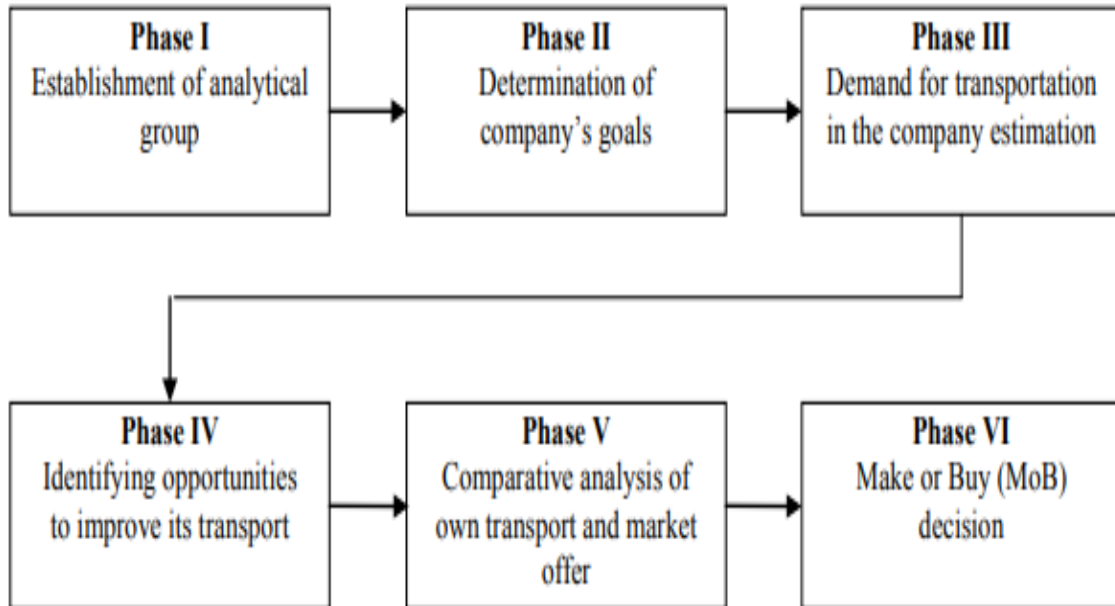 Phase I
Establishment of analytical
group
Phase II
Determination of
company’s goals
Phase III
Demand for transportation
in the company estimation
Phase IV
Identifying opportunities
to improve its transport
Phase V
Comparative analysis of
own transport and market
offer
Phase VI
Make or Buy (MoB)
decision